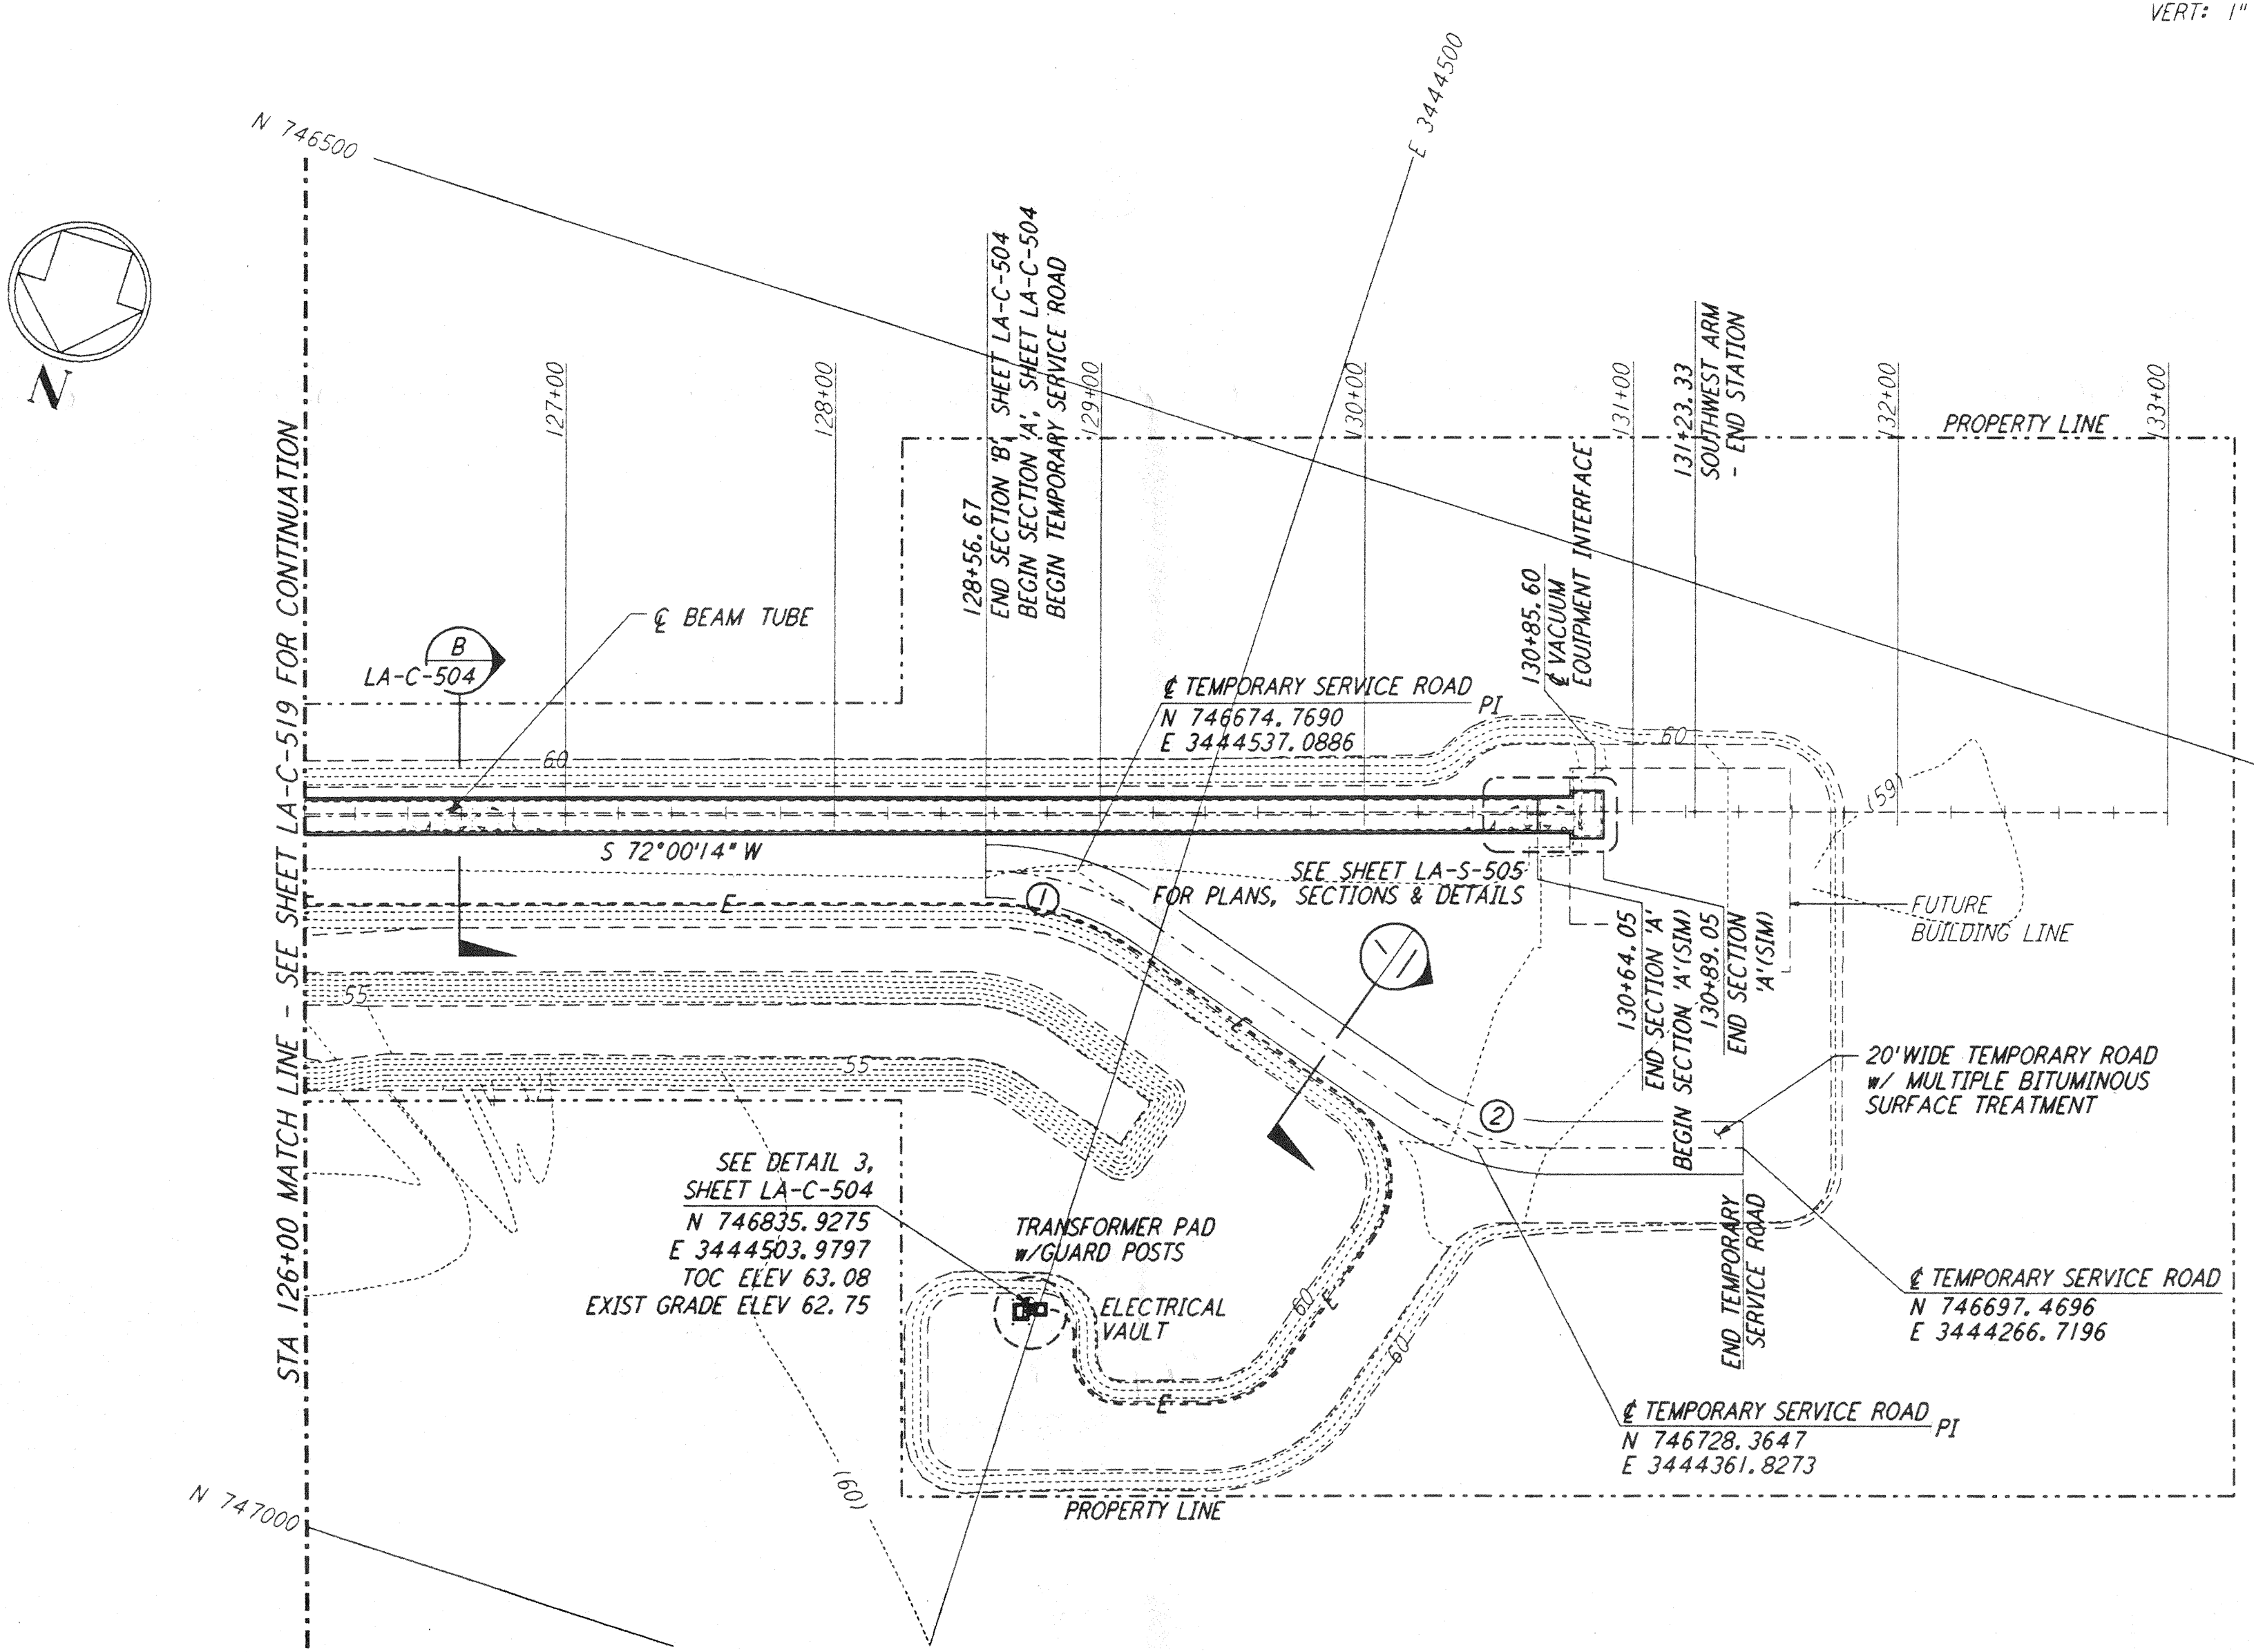 VERT: 1"
N 746500
E 3444500
N
STA 126+00 MATCH LINE - SEE SHEET LA-C-519 FOR CONTINUATION
127+00
128+00
128+56.67
END SECTION 'B', SHEET LA-C-504
BEGIN SECTION 'A', SHEET LA-C-504
BEGIN TEMPORARY SERVICE ROAD
129+00
130+00
131+00
131+23.33
SOUTHWEST ARM
- END STATION
132+00
133+00
PROPERTY LINE
130+85.60
℄ VACUUM
EQUIPMENT INTERFACE
℄ BEAM TUBE
B
LA-C-504
℄ TEMPORARY SERVICE ROAD
PI
N 746674.7690
E 3444537.0886
60
60
(59)
S 72°00'14" W
SEE SHEET LA-S-505
FOR PLANS, SECTIONS & DETAILS
E
1
FUTURE
BUILDING LINE
130+64.05
END SECTION 'A'
BEGIN SECTION 'A'(SIM)
130+89.05
END SECTION
'A'(SIM)
55
55
E
2
20'WIDE TEMPORARY ROAD
w/ MULTIPLE BITUMINOUS
SURFACE TREATMENT
SEE DETAIL 3,
SHEET LA-C-504
N 746835.9275
E 3444503.9797
TOC ELEV 63.08
EXIST GRADE ELEV 62.75
TRANSFORMER PAD
w/GUARD POSTS
ELECTRICAL
VAULT
60
E
60
E
END TEMPORARY
SERVICE ROAD
℄ TEMPORARY SERVICE ROAD
N 746697.4696
E 3444266.7196
℄ TEMPORARY SERVICE ROAD
PI
N 746728.3647
E 3444361.8273
(60)
N 747000
PROPERTY LINE